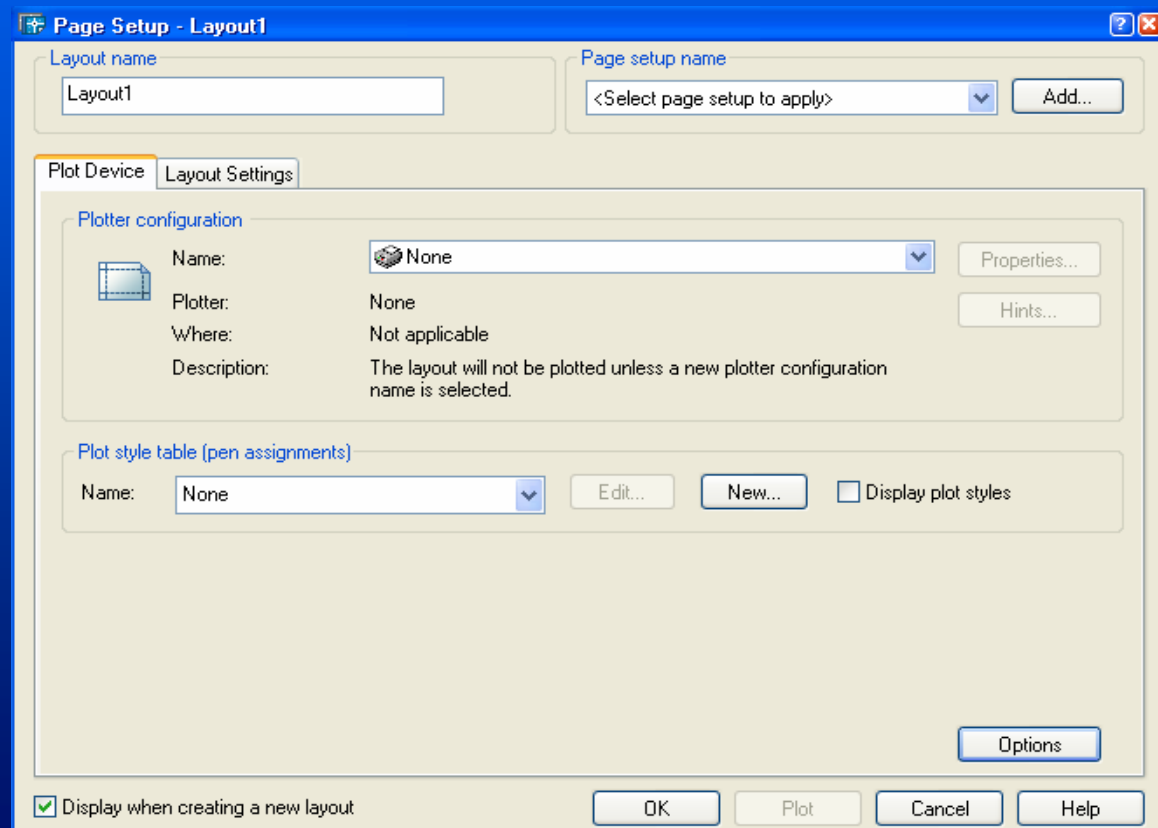 Page Setup - Layout1
Layout name
Page setup name
Layout1
<Select page setup to apply>
Add...
Plot Device
Layout Settings
Plotter configuration
Name:
None
Properties...
Plotter:
None
Hints...
Where:
Not applicable
Description:
The layout will not be plotted unless a new plotter configuration
name is selected.
Plot style table (pen assignments)
Name:
None
Edit...
New...
Display plot styles
Options
Display when creating a new layout
OK
Plot
Cancel
Help